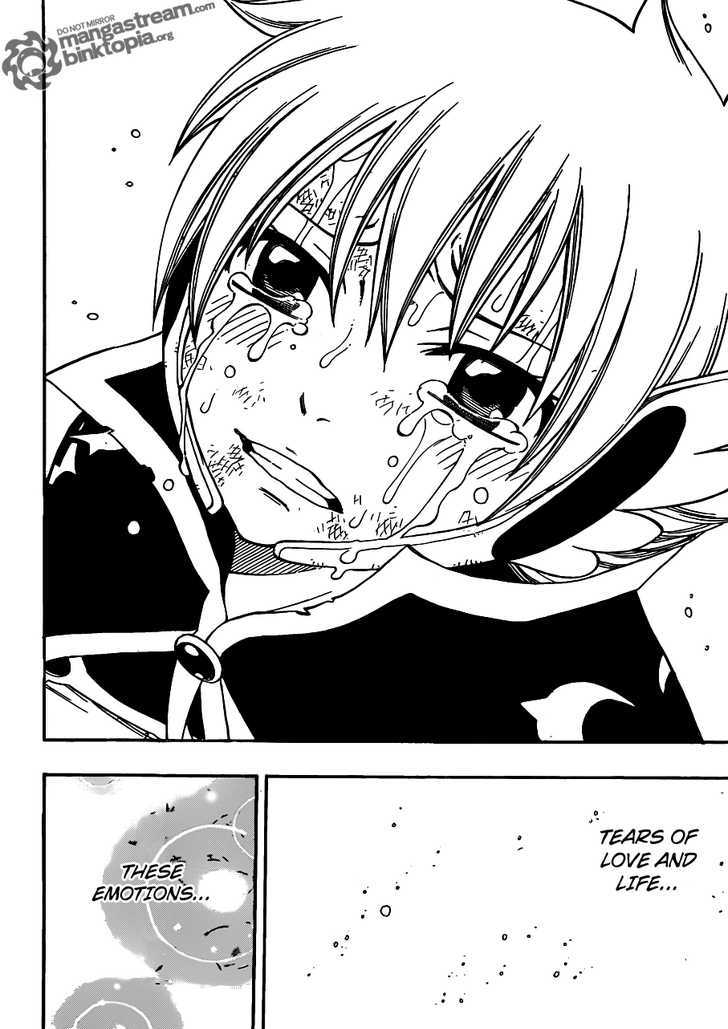 DO NOT MIRROR
mangastream.com
binktopia.org
TEARS OF
LOVE AND
LIFE...
THESE
EMOTIONS...